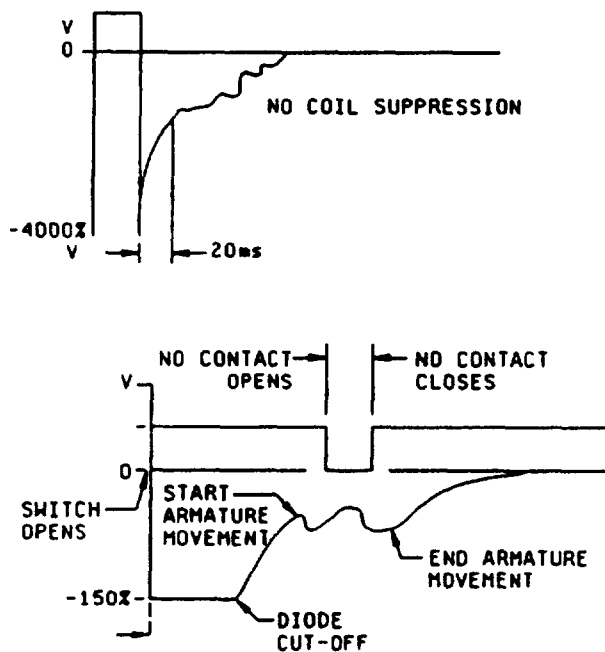 V
0
NO COIL SUPPRESSION
-4000%
V
20ms
NO CONTACT
OPENS
NO CONTACT
CLOSES
V
0
SWITCH
OPENS
START
ARMATURE
MOVEMENT
END ARMATURE
MOVEMENT
-150%
DIODE
CUT-OFF